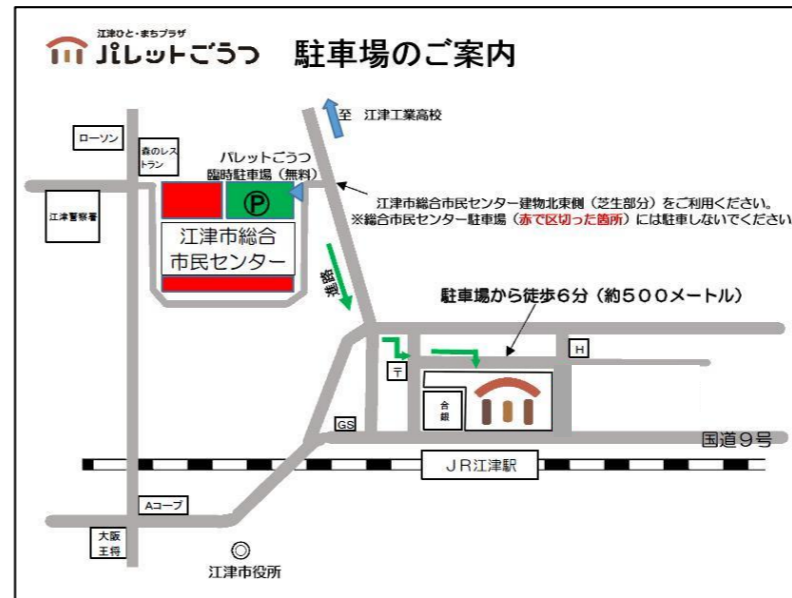 江津ひと・まちプラザ
パレットごうつ 駐車場のご案内
至 江津工業高校
ローソン
森のレス
トラン
パレットごうつ
臨時駐車場（無料）
P
江津警察署
江津市総合
市民センター
江津市総合市民センター建物北東側（芝生部分）をご利用ください。
※総合市民センター駐車場（赤で区切った箇所）には駐車しないでください
進路
駐車場から徒歩６分（約５００メートル）
〒
H
合
銀
GS
国道９号
ＪＲ江津駅
Aコープ
大阪
王将
江津市役所